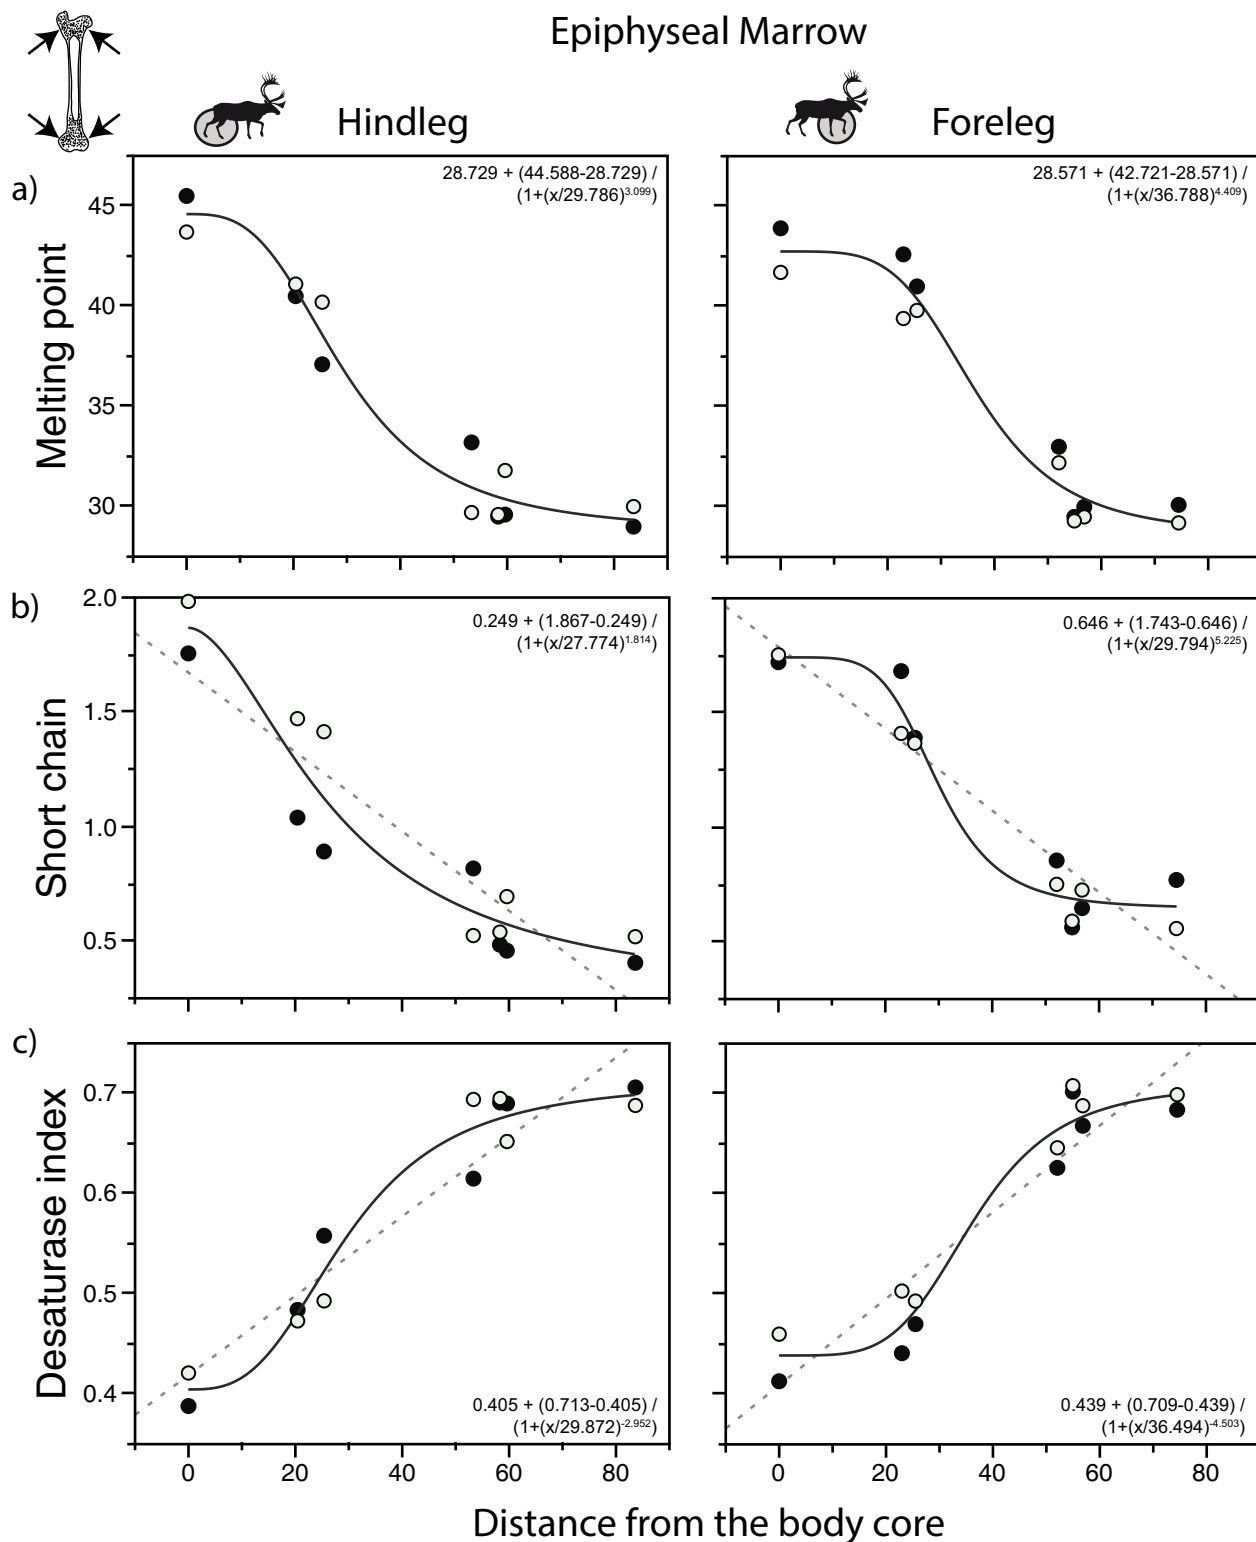 Epiphyseal Marrow
Hindleg
Foreleg
a)
28.729 + (44.588-28.729) /
(1+(x/29.786)3.099)
28.571 + (42.721-28.571) /
(1+(x/36.788)4.409)
Melting point
45
40
35
30
b)
0.249 + (1.867-0.249) /
(1+(x/27.774)1.814)
0.646 + (1.743-0.646) /
(1+(x/29.794)5.225)
Short chain
2.0
1.5
1.0
0.5
c)
Desaturase index
0.7
0.6
0.5
0.4
0.405 + (0.713-0.405) /
(1+(x/29.872)-2.952)
0.439 + (0.709-0.439) /
(1+(x/36.494)-4.503)
0 20 40 60 80
0 20 40 60 80
Distance from the body core